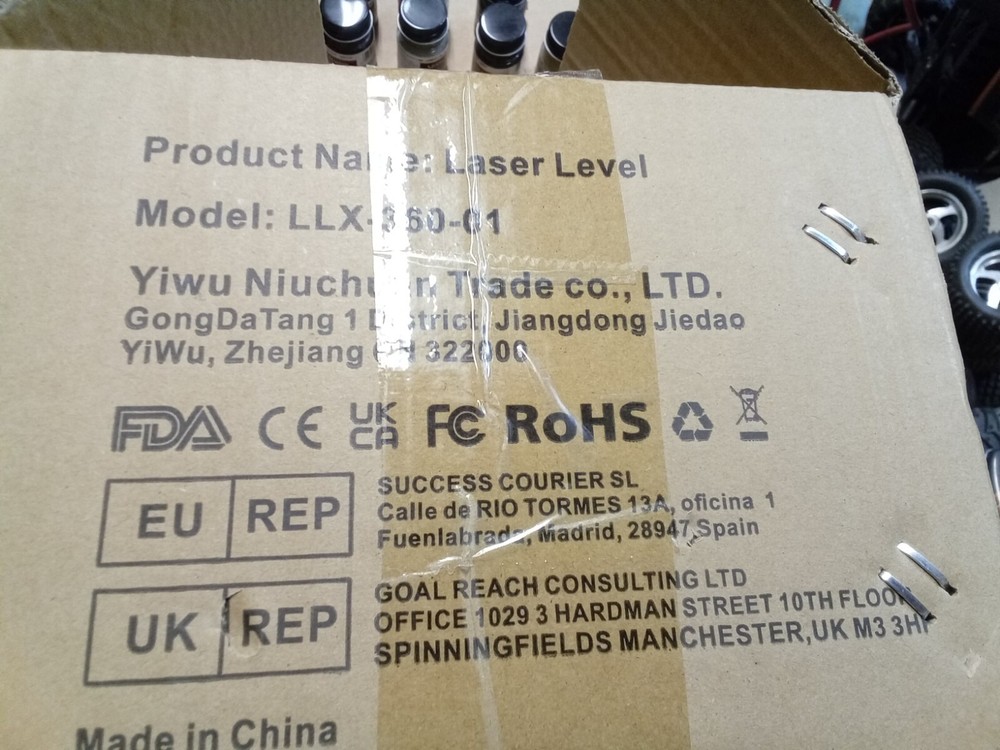 Product Name: Laser Level
Model: LLX-360-01
Yiwu Niuchuan Trade co., LTD.
GongDaTang 1 District, Jiangdong Jiedao
YiWu, Zhejiang CN 322000
FDA CE UKCA FC RoHS
EU REP
SUCCESS COURIER SL
Calle de RIO TORMES 13A, oficina 1
Fuenlabrada, Madrid, 28947,Spain
UK REP
GOAL REACH CONSULTING LTD
OFFICE 1029 3 HARDMAN STREET 10TH FLOOR
SPINNINGFIELDS MANCHESTER,UK M3 3HF
Made in China